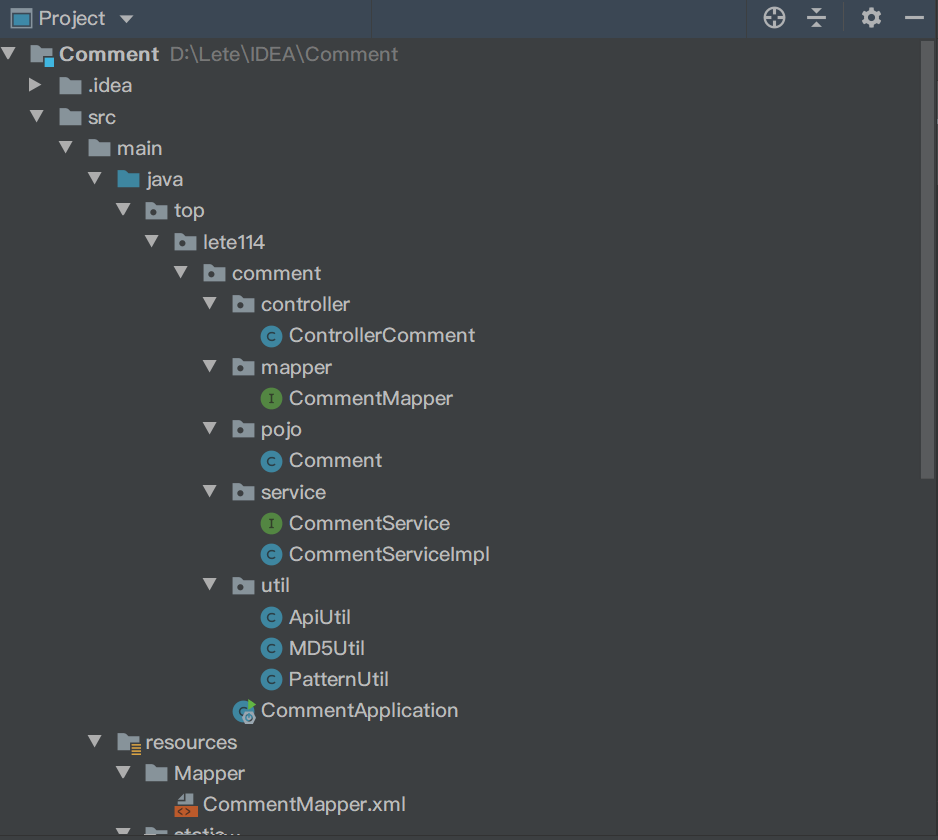 Project
Comment D:\Lete\IDEA\Comment
.idea
src
main
java
top
lete114
comment
controller
C ControllerComment
mapper
I CommentMapper
pojo
C Comment
service
I CommentService
C CommentServiceImpl
util
C ApiUtil
C MD5Util
C PatternUtil
C CommentApplication
resources
Mapper
<> CommentMapper.xml